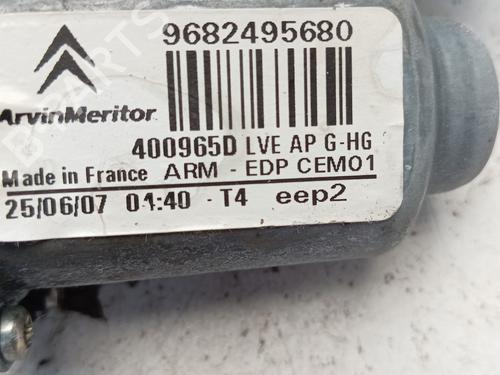 9682495680
ArvinMeritor
400965D LVE AP G-HG
Made in France ARM - EDP CEM01
25/06/07 01:40 - T4 eep2